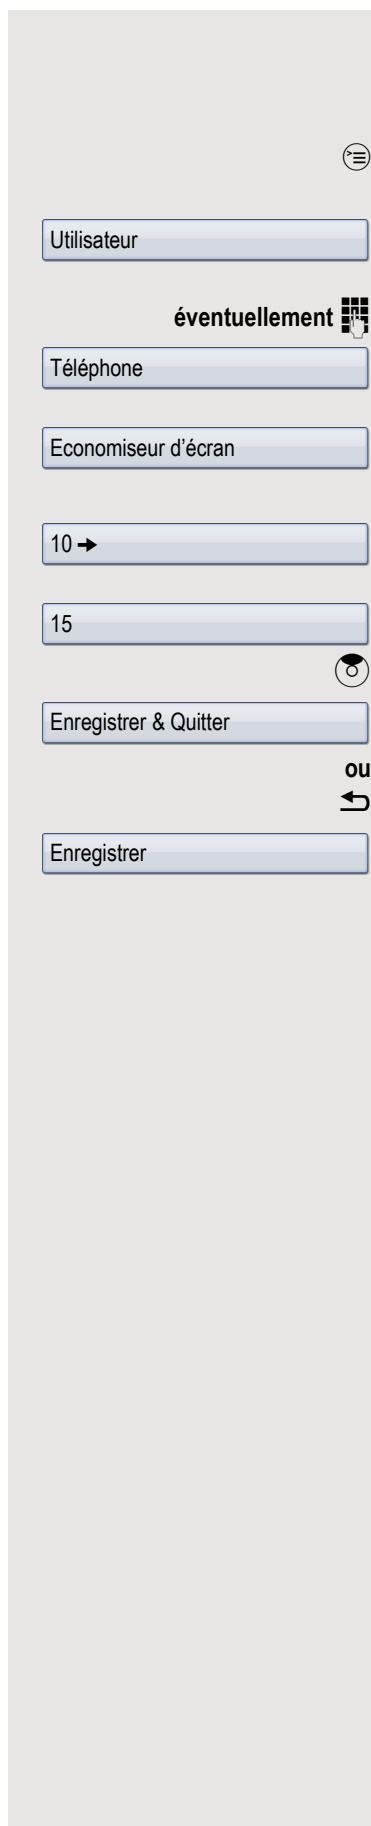 Utilisateur
éventuellement
Téléphone
Economiseur d’écran
10 →
15
Enregistrer & Quitter
ou
Enregistrer